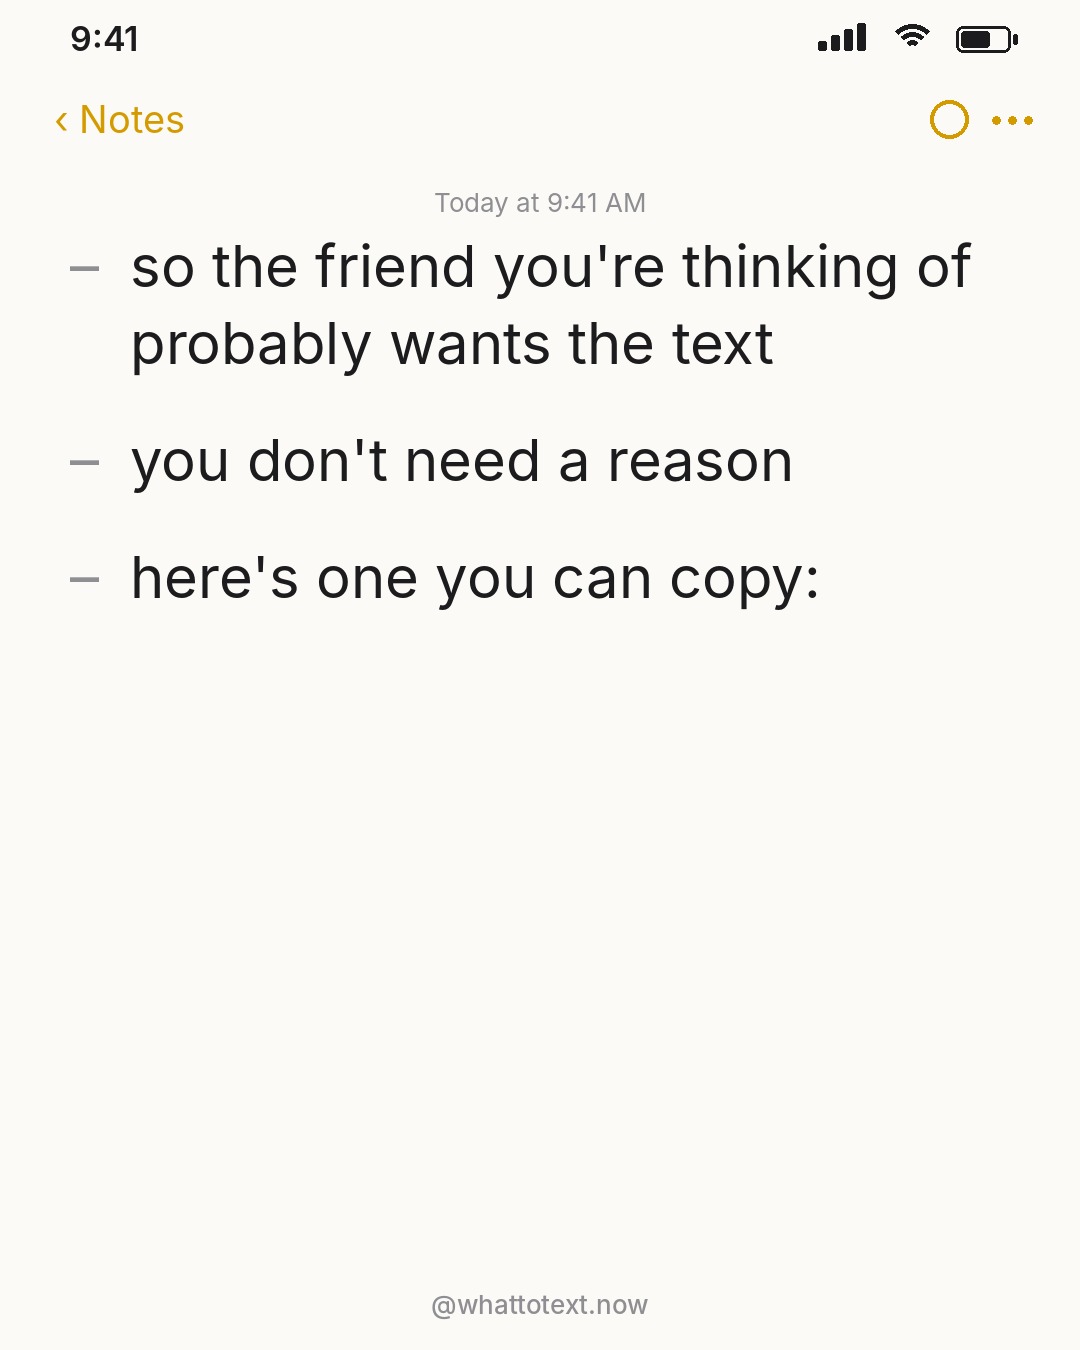 9:41
‹ Notes
Today at 9:41 AM
– so the friend you're thinking of
probably wants the text
– you don't need a reason
– here's one you can copy:
@whattotext.now